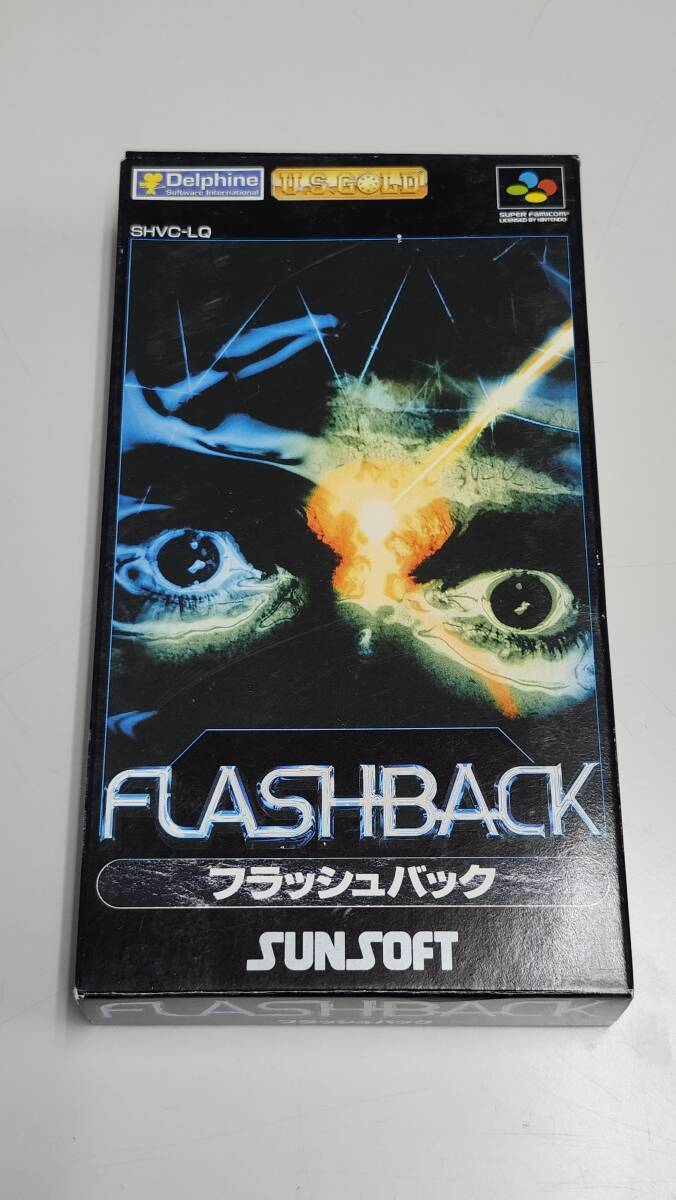 Delphine
Software International
U.S.GOLD
SUPER FAMICOM
LICENSED BY NINTENDO
SHVC-LQ
FLASHBACK
フラッシュバック
SUNSOFT
FLASHBACK
フラッシュバック